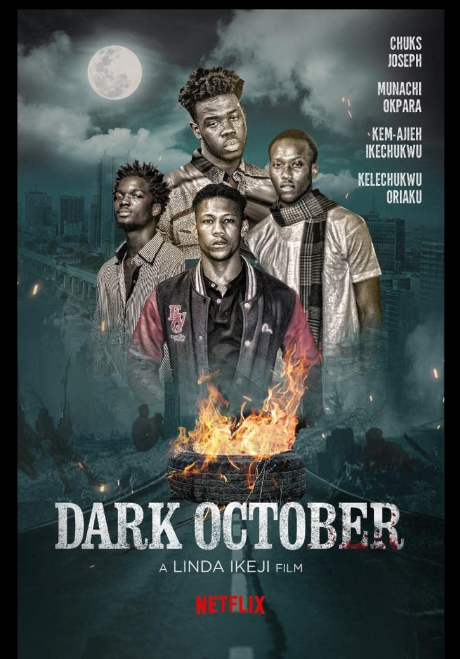 CHUKS
JOSEPH
MUNACHI
OKPARA
KEM-AJIEH
IKECHUKWU
KELECHUKWU
ORIAKU
DARK OCTOBER
A LINDA IKEJI FILM
NETFLIX